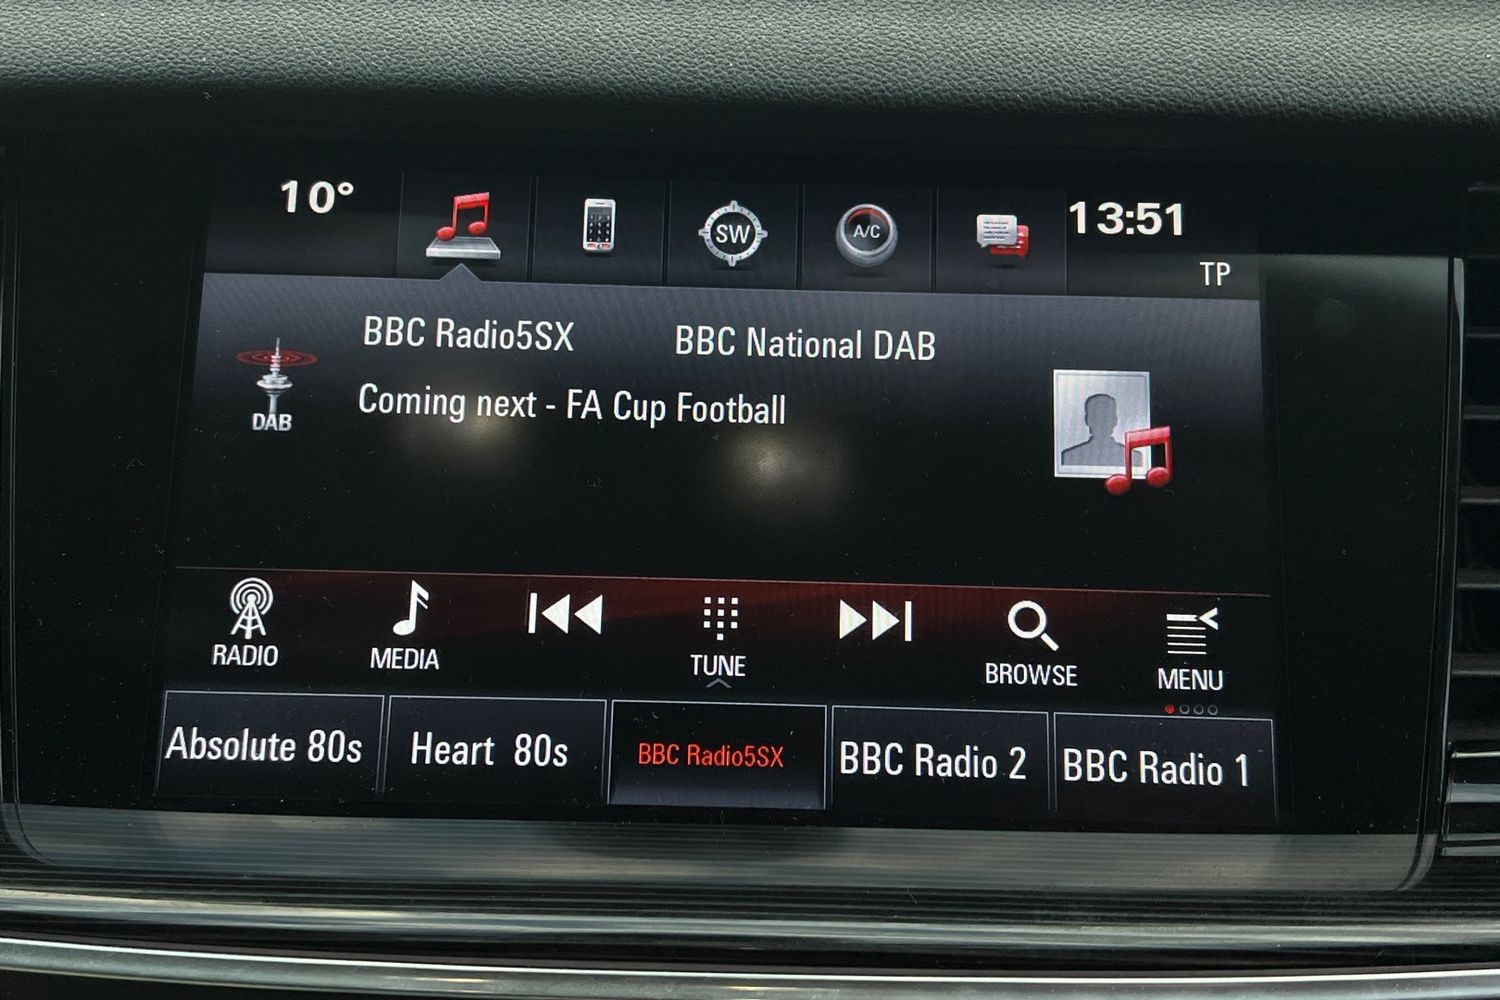 10°
SW
A/C
13:51
TP
BBC Radio5SX
BBC National DAB
DAB
Coming next - FA Cup Football
RADIO
MEDIA
TUNE
BROWSE
MENU
Absolute 80s
Heart 80s
BBC Radio5SX
BBC Radio 2
BBC Radio 1